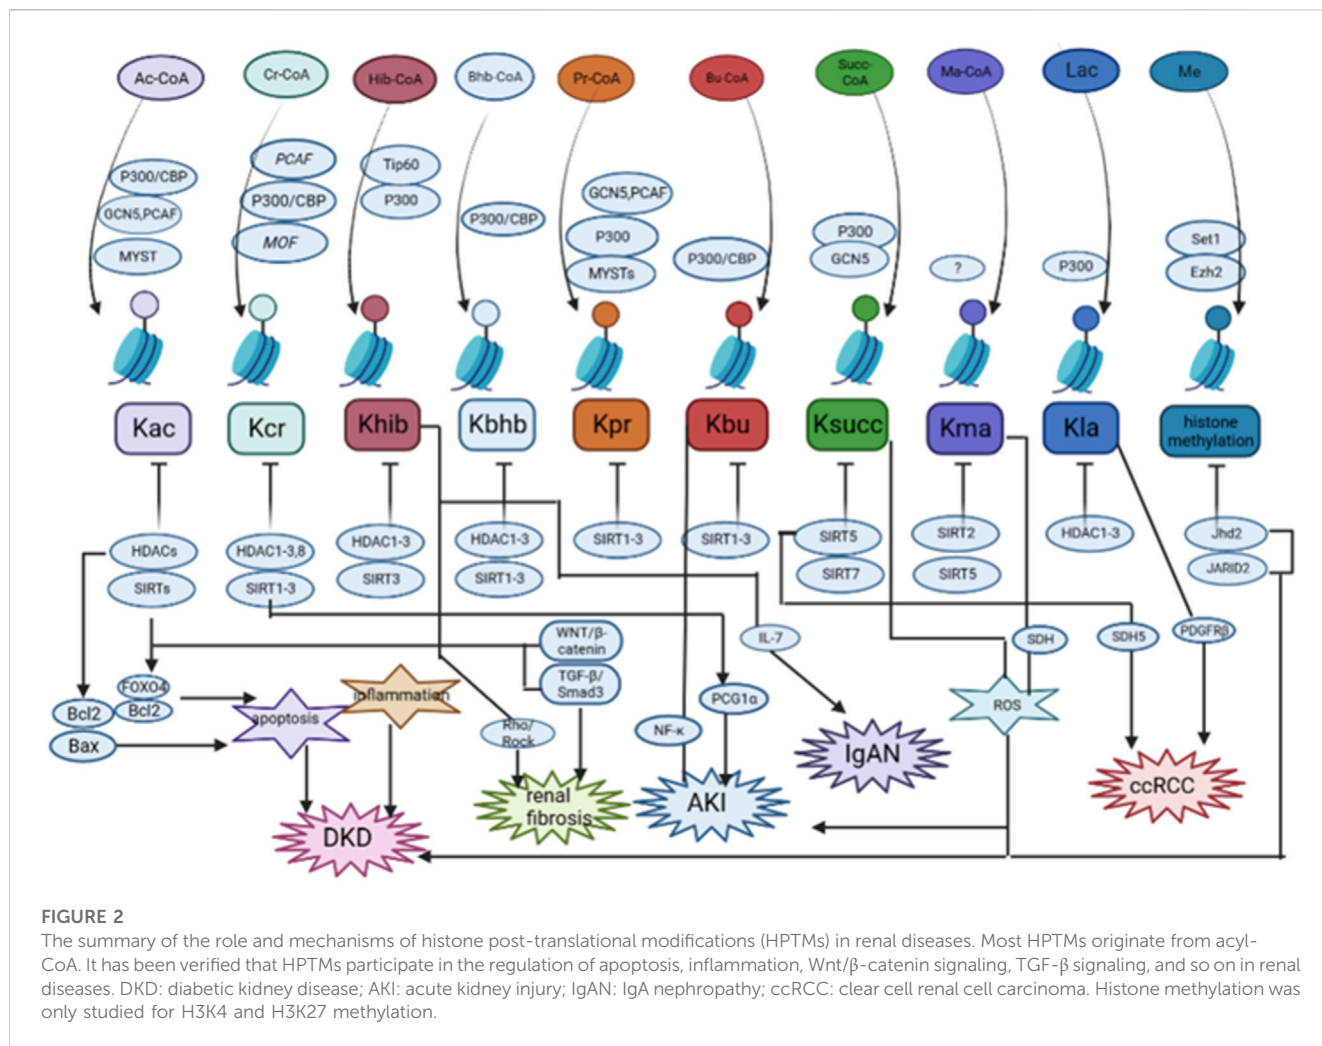 Ac-CoA
Cr-CoA
Hib-CoA
Bhb-CoA
Pr-CoA
Bu-CoA
Succ-
CoA
Ma-CoA
Lac
Me
P300/CBP
GCN5,PCAF
MYST
PCAF
P300/CBP
MOF
Tip60
P300
P300/CBP
GCN5,PCAF
P300
MYSTs
P300/CBP
P300
GCN5
?
P300
Set1
Ezh2
Kac
Kcr
Khib
Kbhb
Kpr
Kbu
Ksucc
Kma
Kla
histone
methylation
HDACs
SIRTs
HDAC1-3,8
SIRT1-3
HDAC1-3
SIRT3
HDAC1-3
SIRT1-3
SIRT1-3
SIRT1-3
SIRT5
SIRT7
SIRT2
SIRT5
HDAC1-3
Jhd2
JARID2
WNT/β-
catenin
TGF-β/
Smad3
IL-7
SDH
SDH5
PDGFRβ
FOXO4
Bcl2
Bcl2
Bax
apoptosis
inflammation
Rho/
Rock
NF-κ
PCG1α
ROS
IgAN
ccRCC
renal
fibrosis
AKI
DKD
FIGURE 2
The summary of the role and mechanisms of histone post-translational modifications (HPTMs) in renal diseases. Most HPTMs originate from acyl-
CoA. It has been verified that HPTMs participate in the regulation of apoptosis, inflammation, Wnt/β-catenin signaling, TGF-β signaling, and so on in renal
diseases. DKD: diabetic kidney disease; AKI: acute kidney injury; IgAN: IgA nephropathy; ccRCC: clear cell renal cell carcinoma. Histone methylation was
only studied for H3K4 and H3K27 methylation.